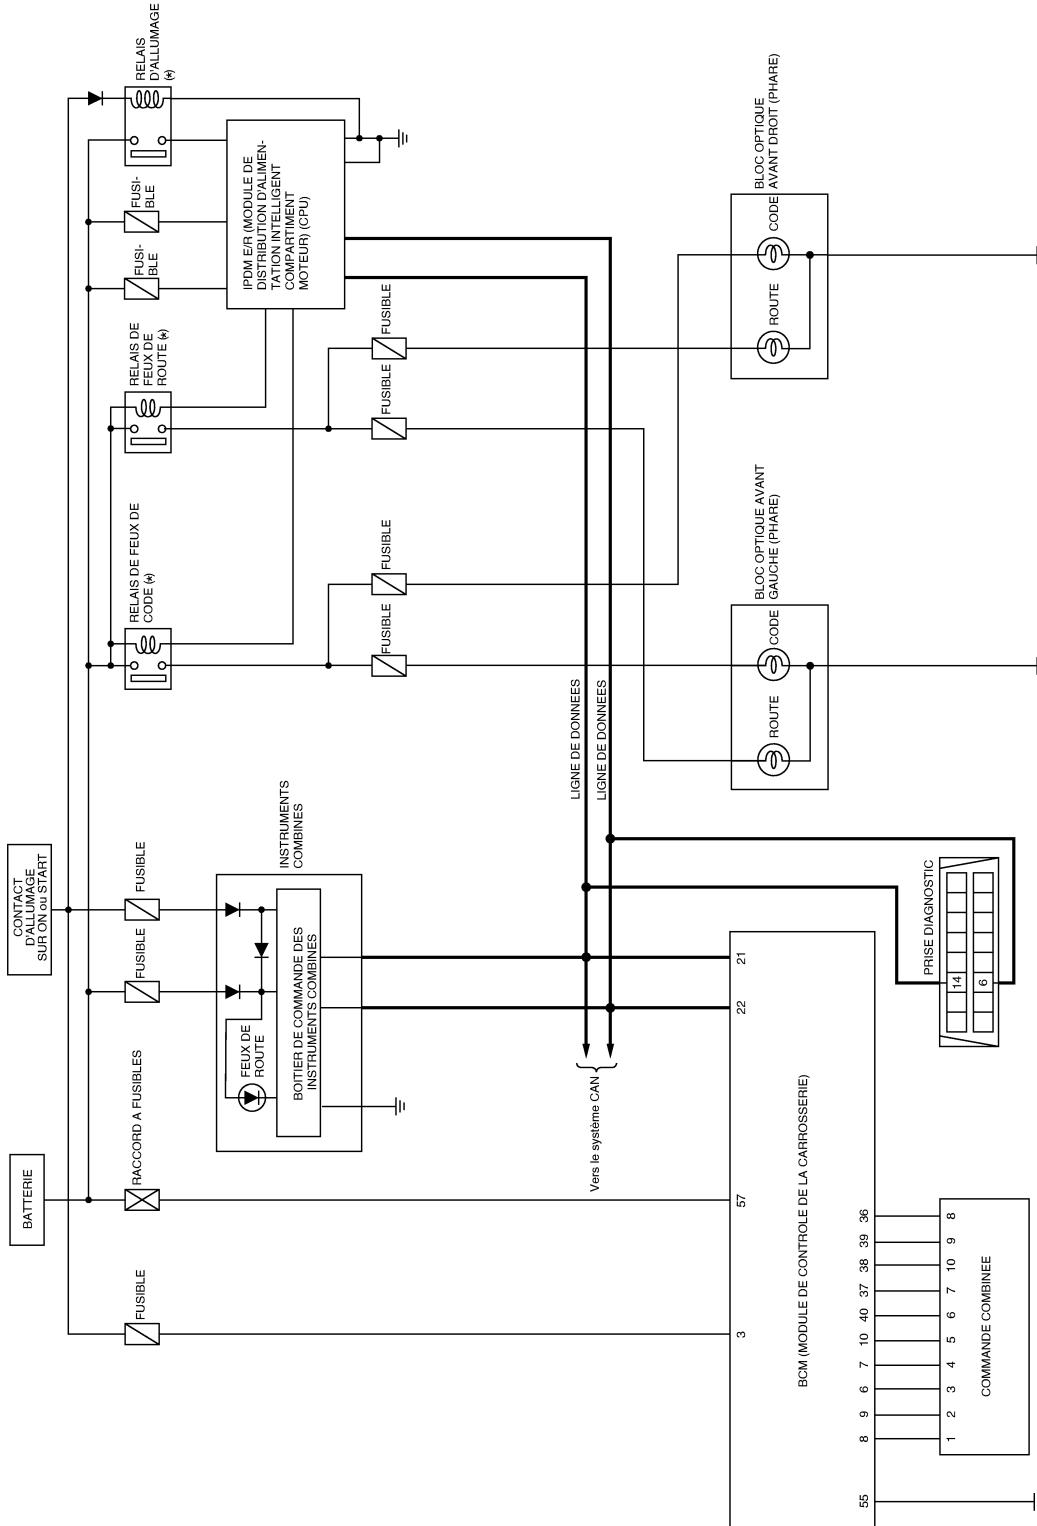 BATTERIE
CONTACT
D'ALLUMAGE
SUR ON ou START
FUSIBLE
RACCORD A FUSIBLES
FUSIBLE
FUSIBLE
RELAIS DE FEUX DE
CODE (*)
RELAIS DE
FEUX DE
ROUTE (*)
FUSI-
BLE
FUSI-
BLE
RELAIS
D'ALLUMAGE
(*)
INSTRUMENTS
COMBINES
FEUX DE
ROUTE
BOITIER DE COMMANDE DES
INSTRUMENTS COMBINES
IPDM E/R (MODULE DE
DISTRIBUTION D'ALIMEN-
TATION INTELLIGENT
COMPARTIMENT
MOTEUR) (CPU)
FUSIBLE
FUSIBLE
FUSIBLE
FUSIBLE
LIGNE DE DONNEES
LIGNE DE DONNEES
Vers le système CAN
3
57
22
21
BCM (MODULE DE CONTROLE DE LA CARROSSERIE)
55
8
9
6
7
10
40
37
38
39
36
1
2
3
4
5
6
7
10
9
8
COMMANDE COMBINEE
PRISE DIAGNOSTIC
14
6
BLOC OPTIQUE AVANT
GAUCHE (PHARE)
ROUTE
CODE
BLOC OPTIQUE
AVANT DROIT (PHARE)
ROUTE
CODE